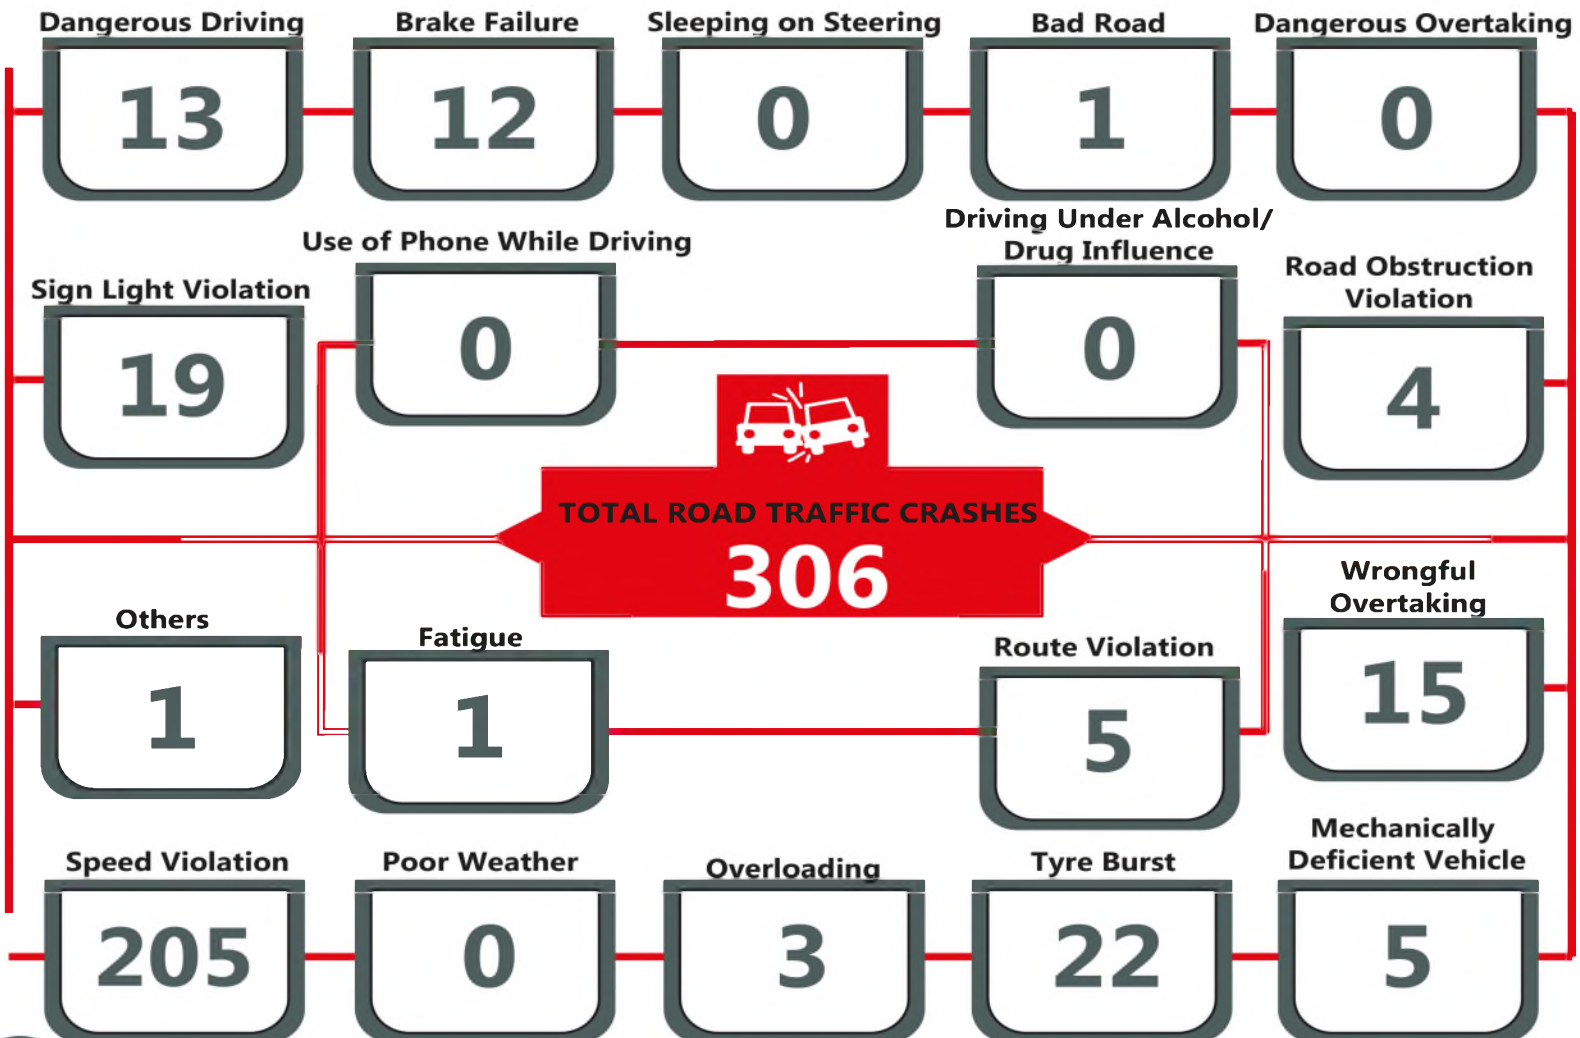 Dangerous Driving
13
Brake Failure
12
Sleeping on Steering
0
Bad Road
1
Dangerous Overtaking
0
Sign Light Violation
19
Use of Phone While Driving
0
Driving Under Alcohol/
Drug Influence
0
Road Obstruction
Violation
4
TOTAL ROAD TRAFFIC CRASHES
306
Others
1
Fatigue
1
Route Violation
5
Wrongful
Overtaking
15
Speed Violation
205
Poor Weather
0
Overloading
3
Tyre Burst
22
Mechanically
Deficient Vehicle
5